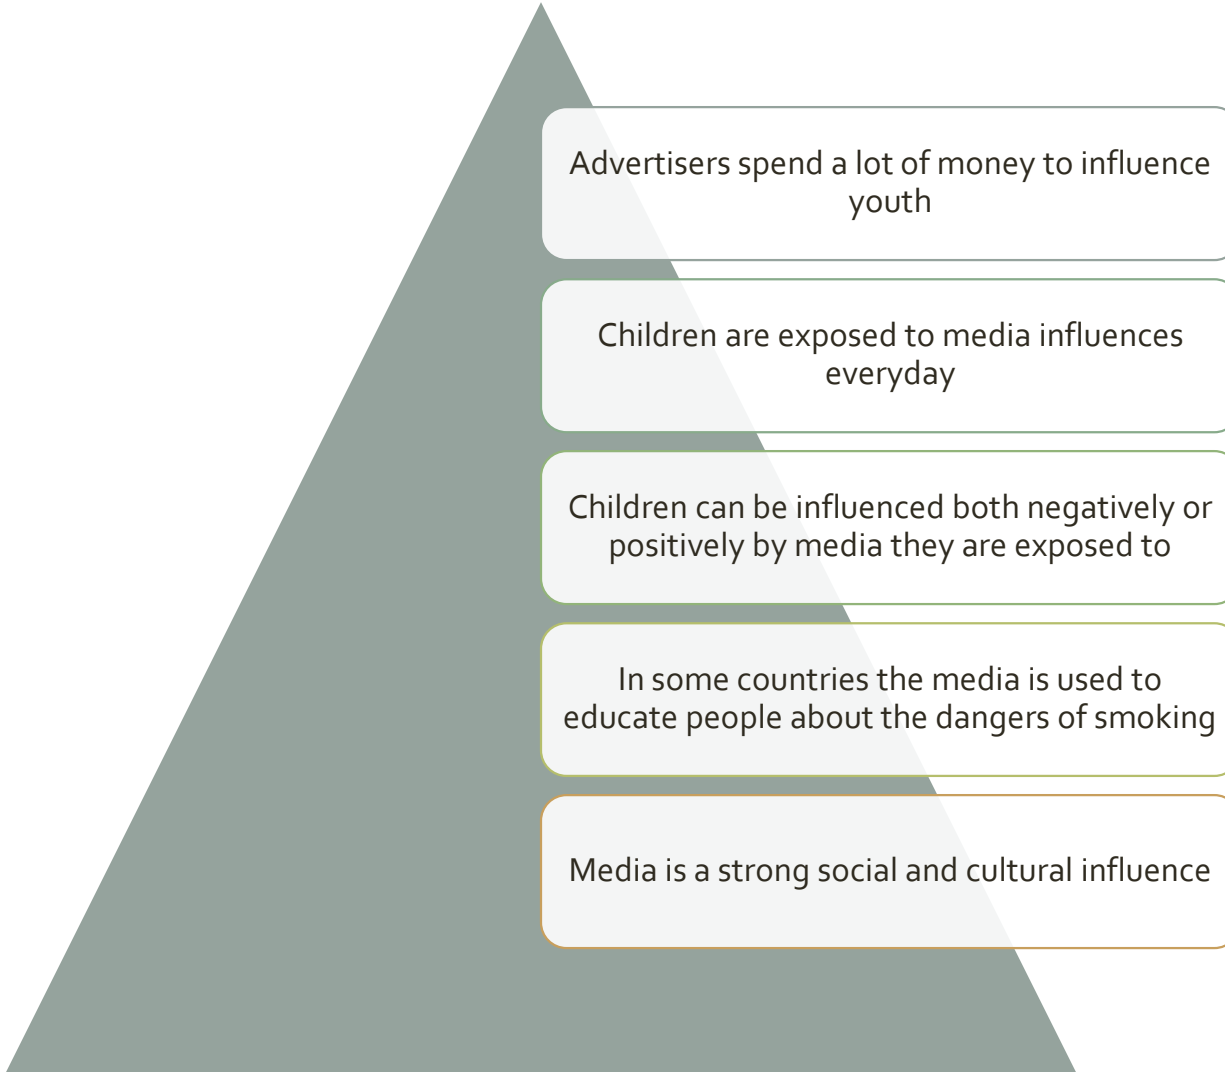 Advertisers spend a lot of money to influence
youth
Children are exposed to media influences
everyday
Children can be influenced both negatively or
positively by media they are exposed to
In some countries the media is used to
educate people about the dangers of smoking
Media is a strong social and cultural influence